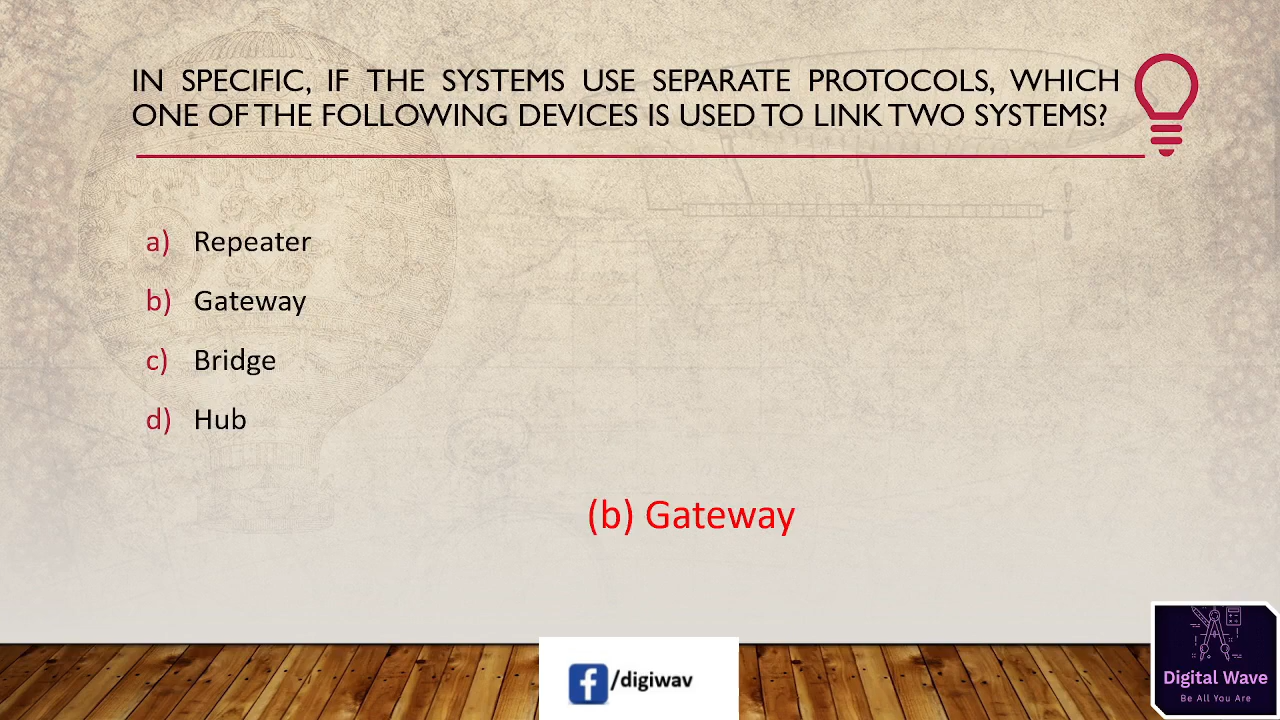 IN SPECIFIC, IF THE SYSTEMS USE SEPARATE PROTOCOLS, WHICH
ONE OF THE FOLLOWING DEVICES IS USED TO LINK TWO SYSTEMS?
a) Repeater
b) Gateway
c) Bridge
d) Hub
(b) Gateway
f/digiwav
Digital Wave
Be All You Are